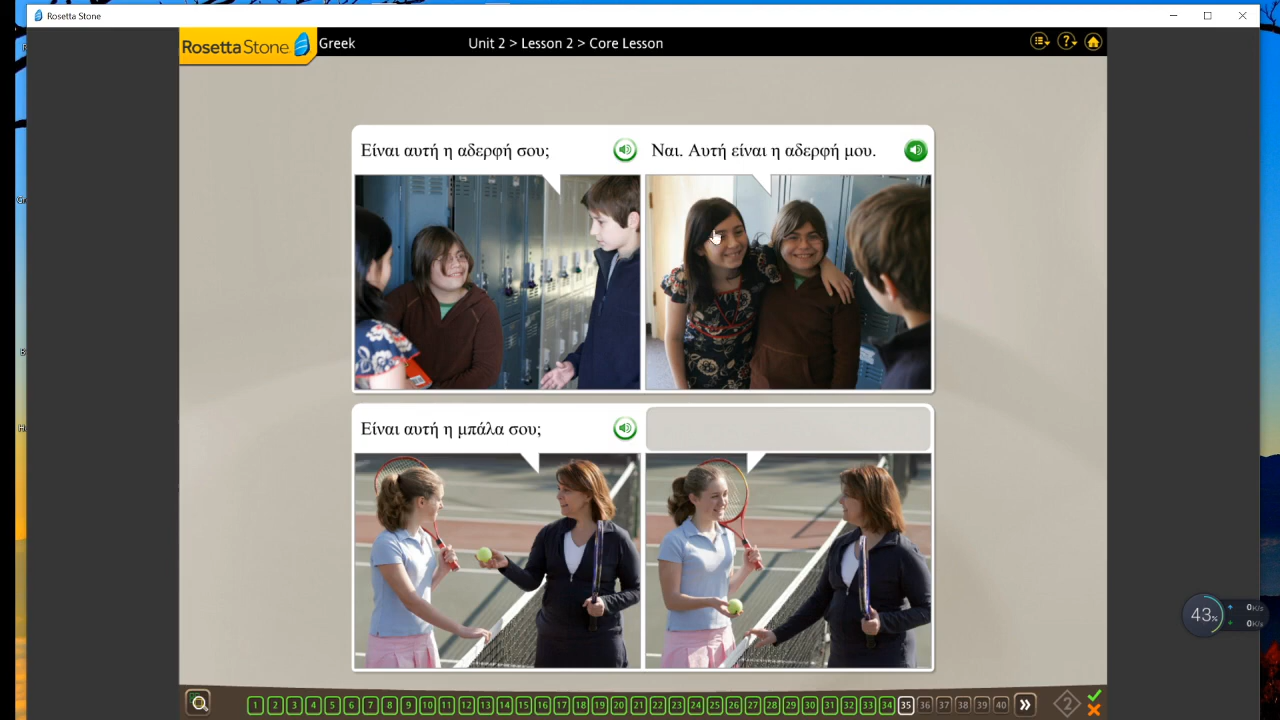 Rosetta Stone
RosettaStone
Greek
Unit 2 > Lesson 2 > Core Lesson
Είναι αυτή η αδερφή σου;
Ναι. Αυτή είναι η αδερφή μου.
Είναι αυτή η μπάλα σου;
43%
0K/s
0K/s
1 2 3 4 5 6 7 8 9 10 11 12 13 14 15 16 17 18 19 20 21 22 23 24 25 26 27 28 29 30 31 32 33 34 35 36 37 38 39 40
2